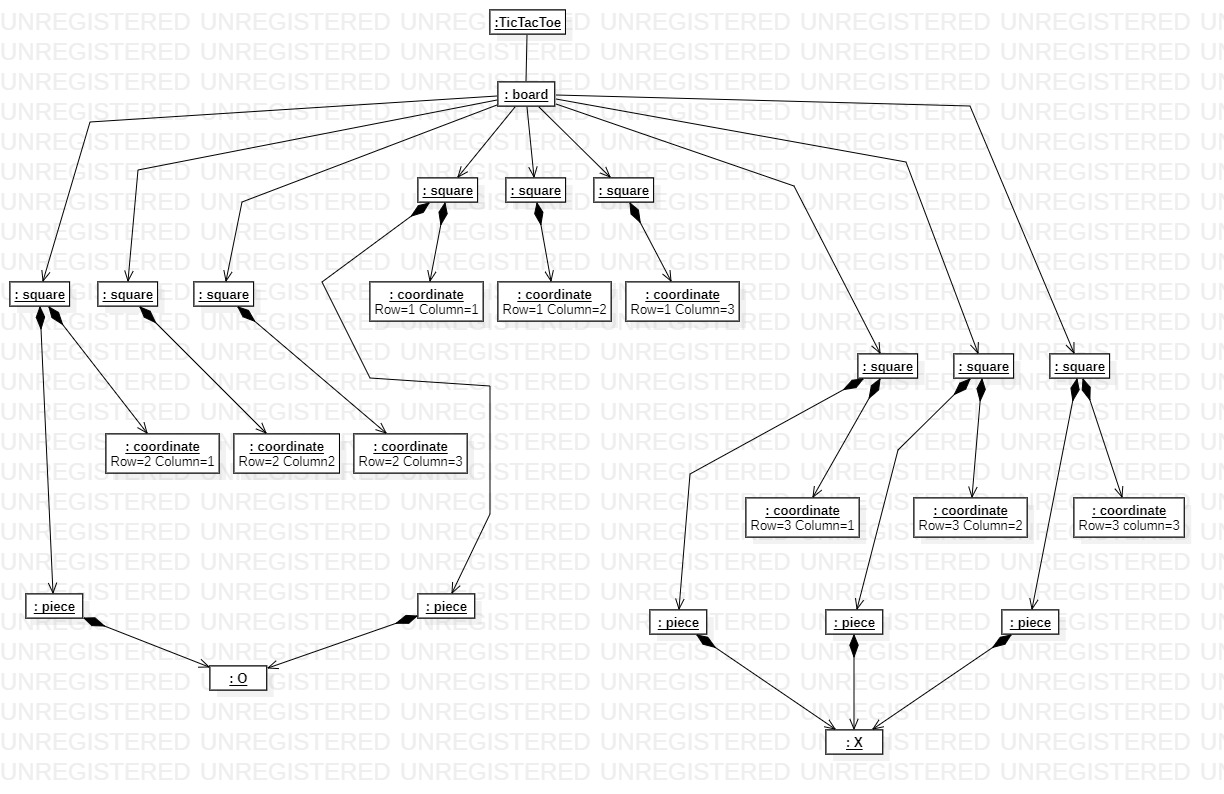 :TicTacToe
: board
: square
: square
: square
: square
: square
: square
: coordinate
Row=1 Column=1
: coordinate
Row=1 Column=2
: coordinate
Row=1 Column=3
: square
: square
: square
: coordinate
Row=2 Column=1
: coordinate
Row=2 Column2
: coordinate
Row=2 Column=3
: coordinate
Row=3 Column=1
: coordinate
Row=3 Column=2
: coordinate
Row=3 column=3
: piece
: piece
: piece
: piece
: piece
: O
: X
UNREGISTERED